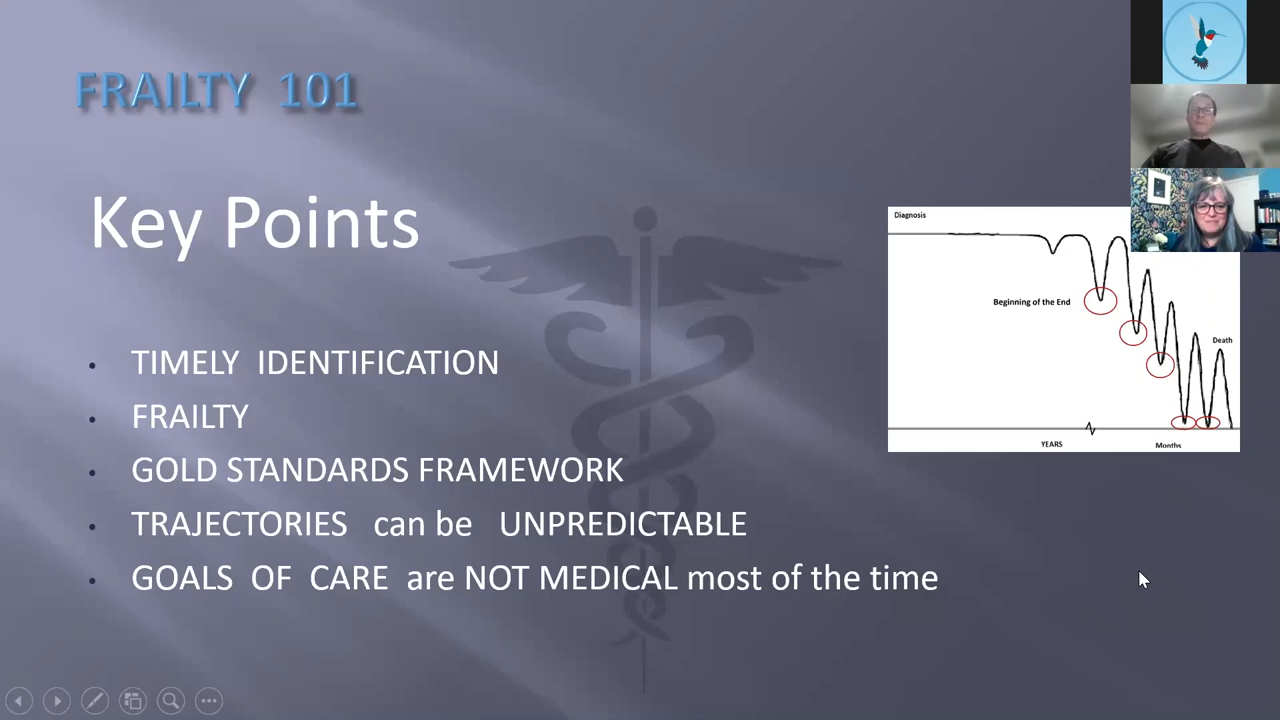 FRAILTY 101
Key Points
Diagnosis
Beginning of the End
Death
YEARS
Months
• TIMELY IDENTIFICATION
• FRAILTY
• GOLD STANDARDS FRAMEWORK
• TRAJECTORIES can be UNPREDICTABLE
• GOALS OF CARE are NOT MEDICAL most of the time